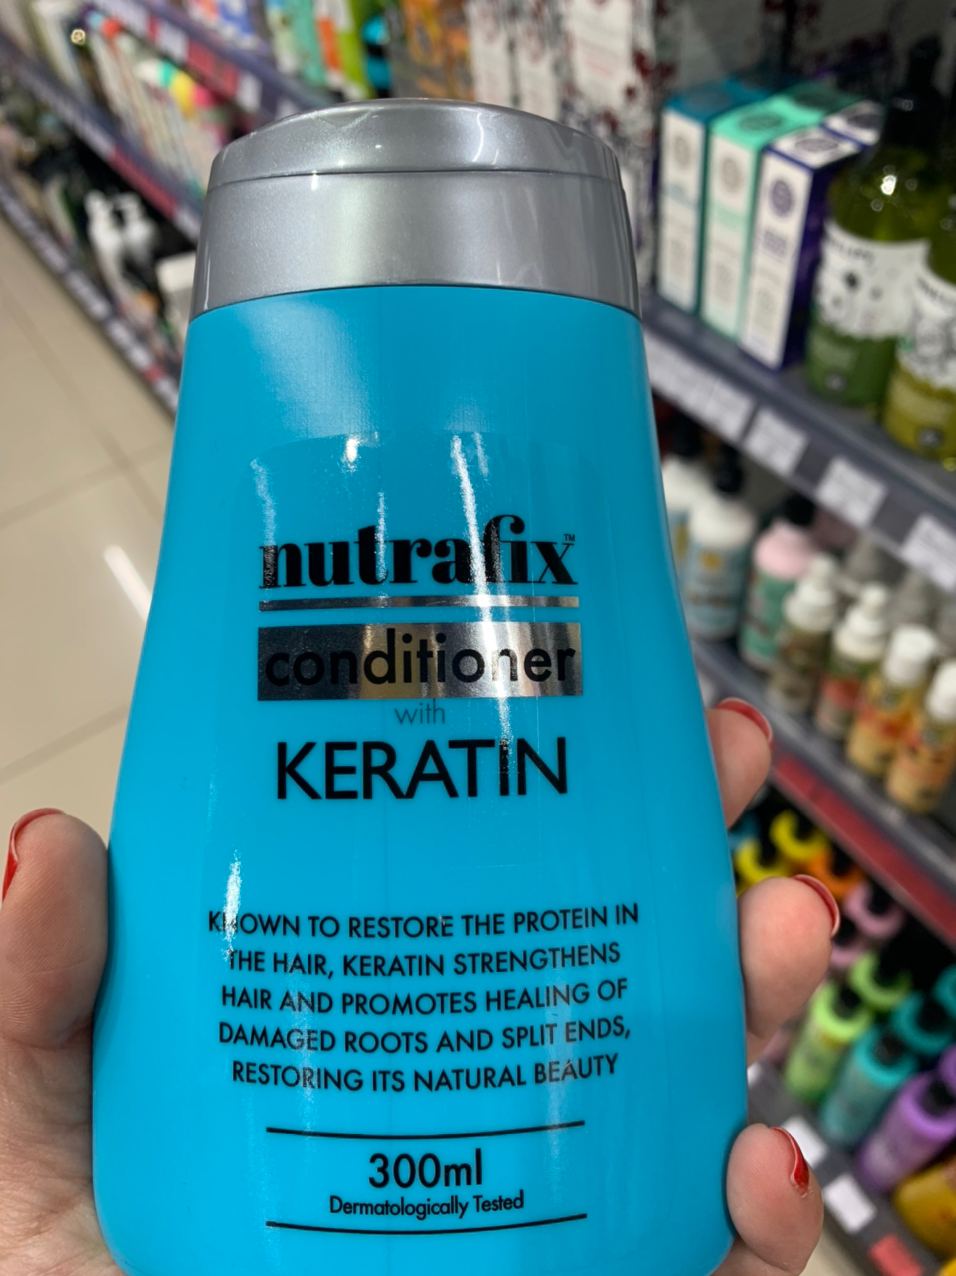 nutrafix™
conditioner
with
KERATIN
KNOWN TO RESTORE THE PROTEIN IN
THE HAIR, KERATIN STRENGTHENS
HAIR AND PROMOTES HEALING OF
DAMAGED ROOTS AND SPLIT ENDS,
RESTORING ITS NATURAL BEAUTY
300ml
Dermatologically Tested